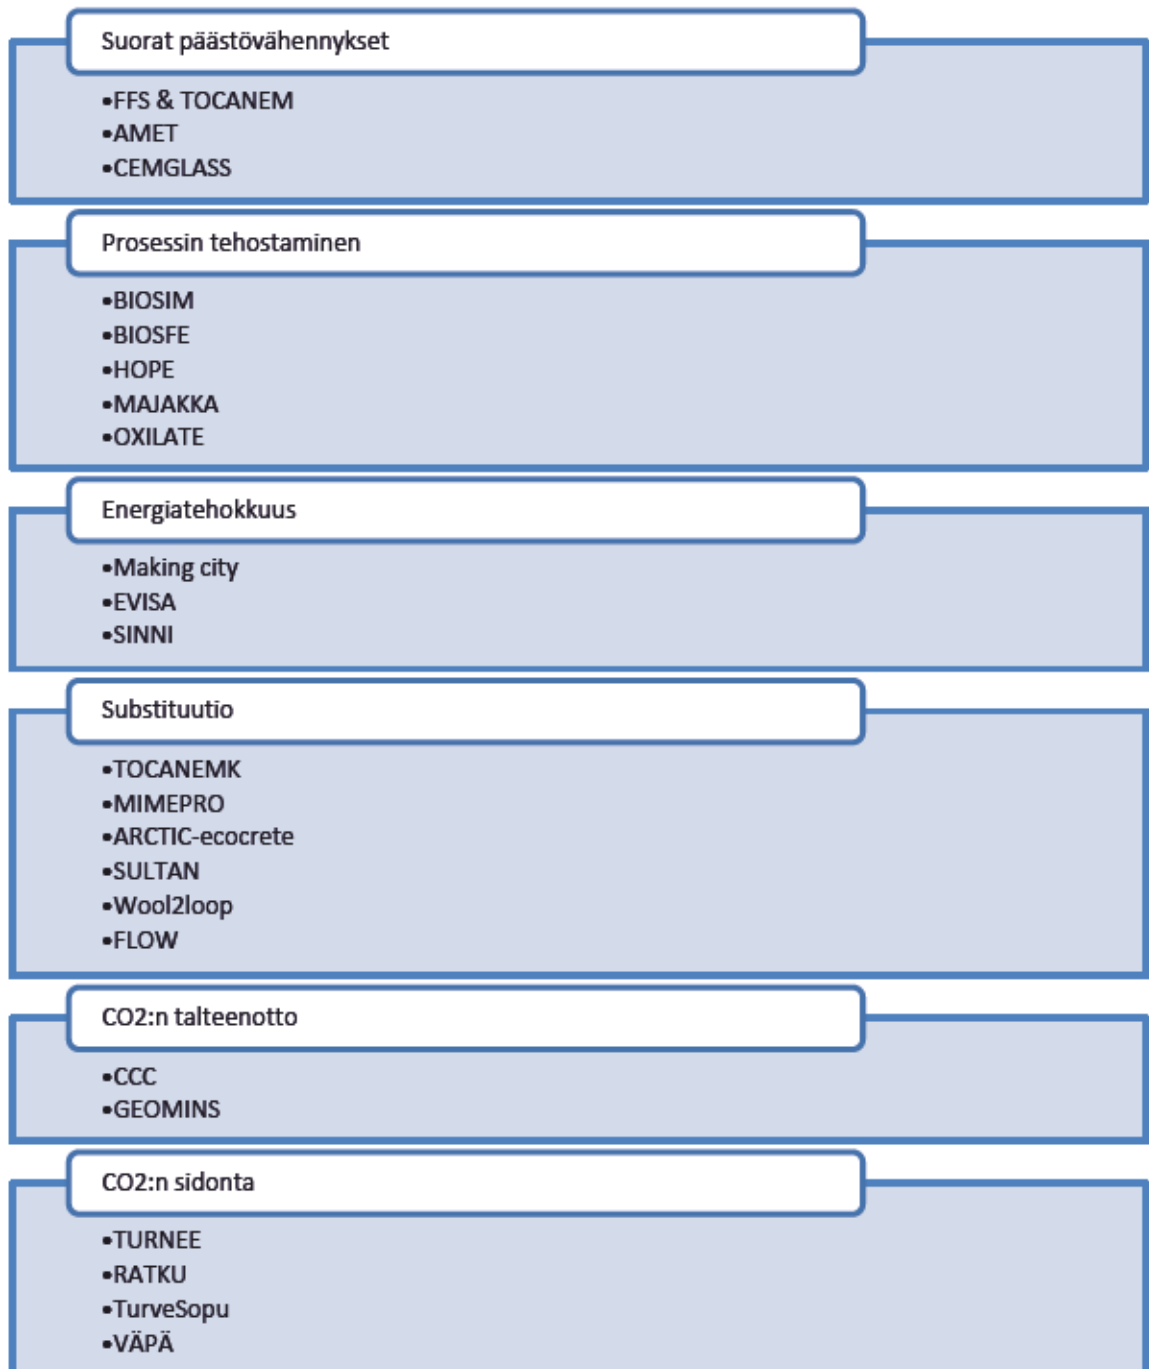 Suorat päästövähennykset
•FFS & TOCANEM
•AMET
•CEMGLASS
Prosessin tehostaminen
•BIOSIM
•BIOSFE
•HOPE
•MAJAKKA
•OXILATE
Energiatehokkuus
•Making city
•EVISA
•SINNI
Substituutio
•TOCANEMK
•MIMEPRO
•ARCTIC-ecocrete
•SULTAN
•Wool2loop
•FLOW
CO2:n talteenotto
•CCC
•GEOMINS
CO2:n sidonta
•TURNEE
•RATKU
•TurveSopu
•VÄPÄ